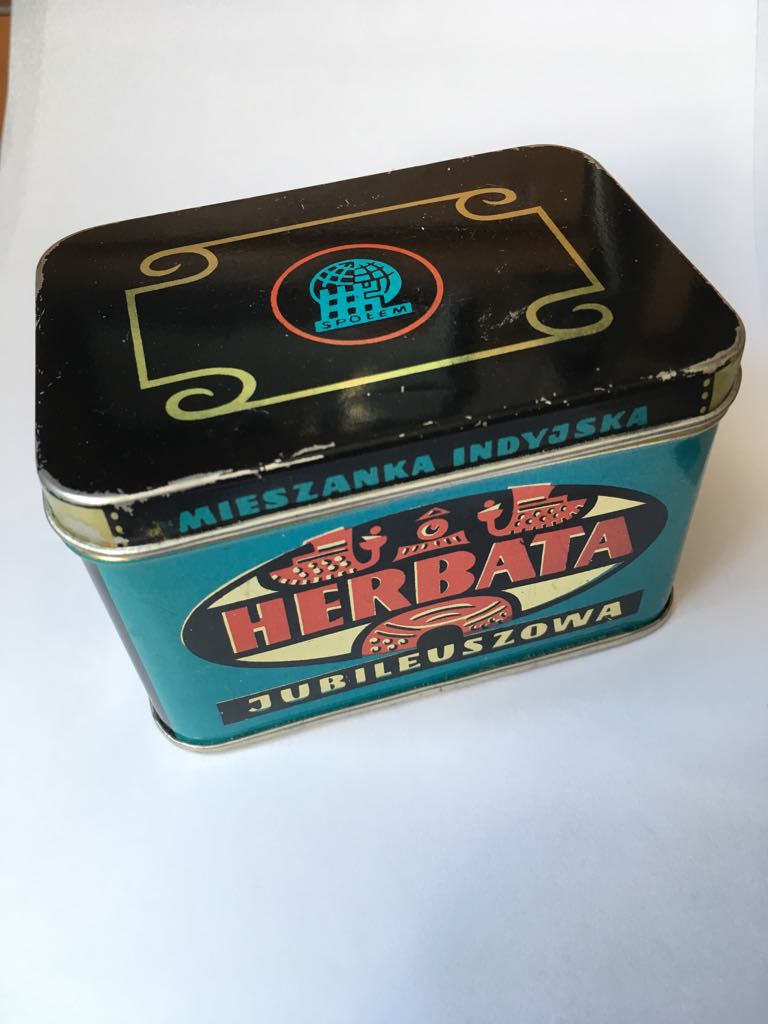 SPOŁEM
MIESZANKA INDYJSKA
HERBATA
JUBILEUSZOWA